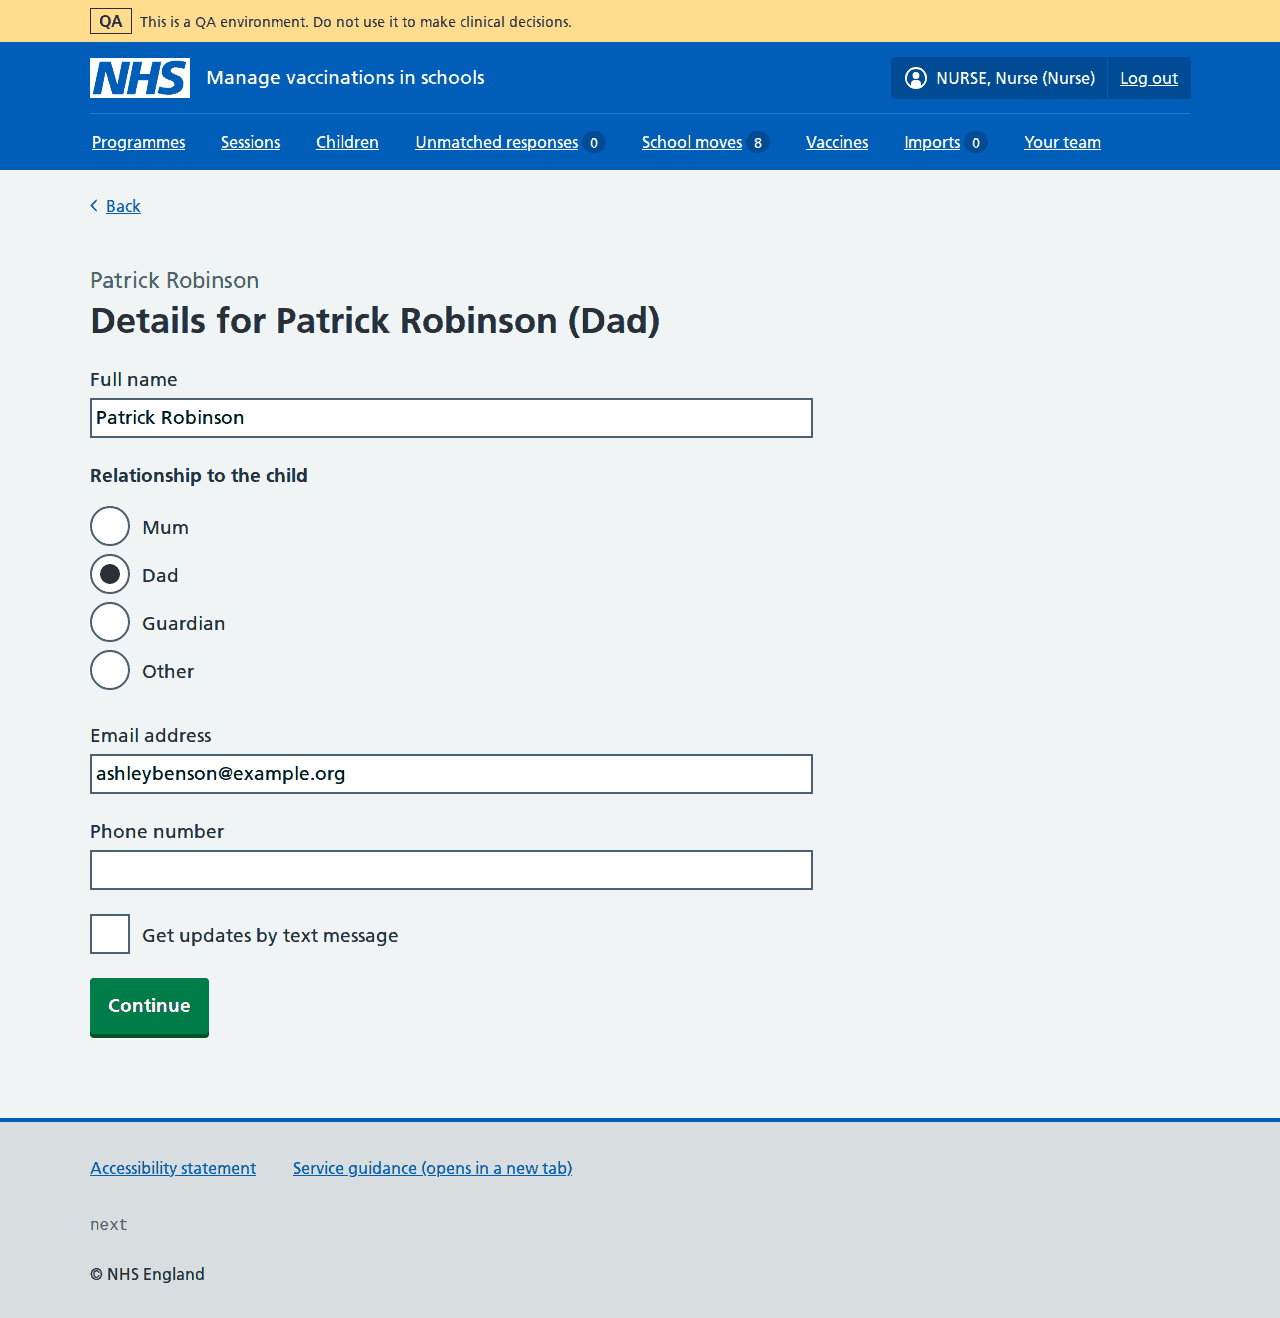 QA This is a QA environment. Do not use it to make clinical decisions.
NHS Manage vaccinations in schools NURSE, Nurse (Nurse) Log out
Programmes Sessions Children Unmatched responses 0 School moves 8 Vaccines Imports 0 Your team
Back
Patrick Robinson
Details for Patrick Robinson (Dad)
Full name
Patrick Robinson
Relationship to the child
Mum
Dad
Guardian
Other
Email address
ashleybenson@example.org
Phone number
Get updates by text message
Continue
Accessibility statement Service guidance (opens in a new tab)
next
© NHS England